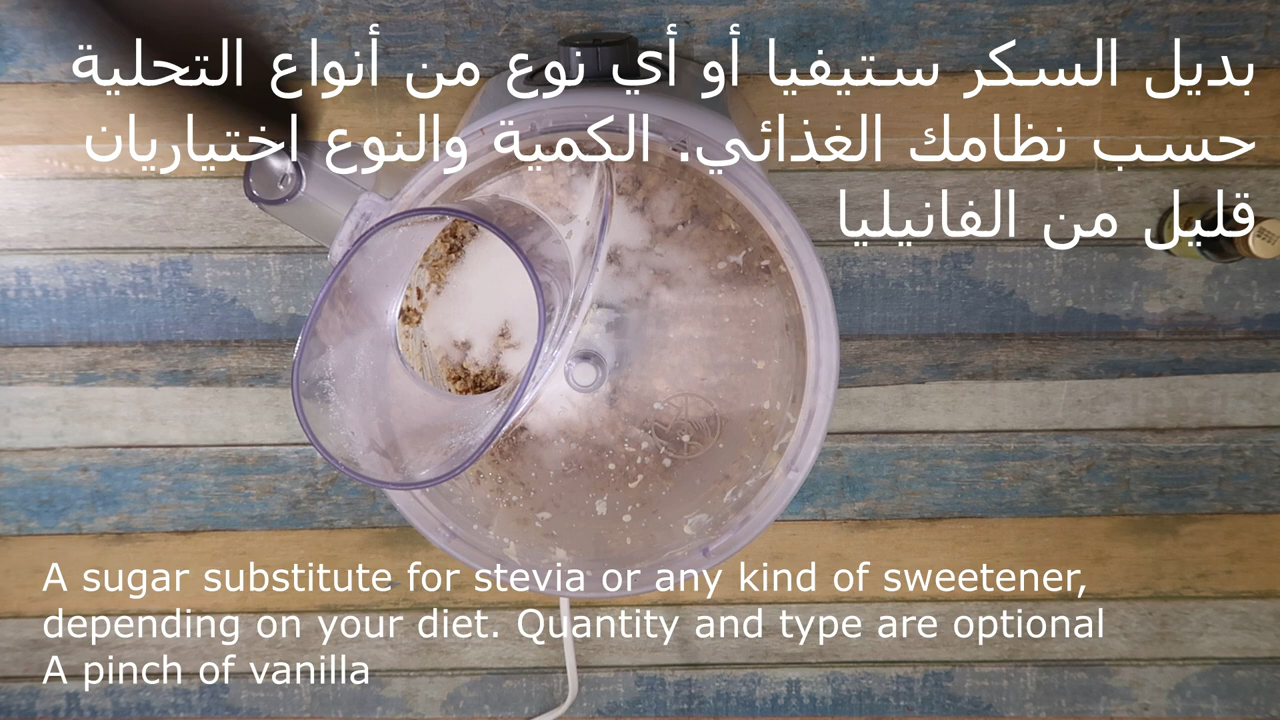 بديل السكر ستيفيا أو أي نوع من أنواع التحلية
حسب نظامك الغذائي. الكمية والنوع اختياريان
قليل من الفانيليا
A sugar substitute for stevia or any kind of sweetener,
depending on your diet. Quantity and type are optional
A pinch of vanilla